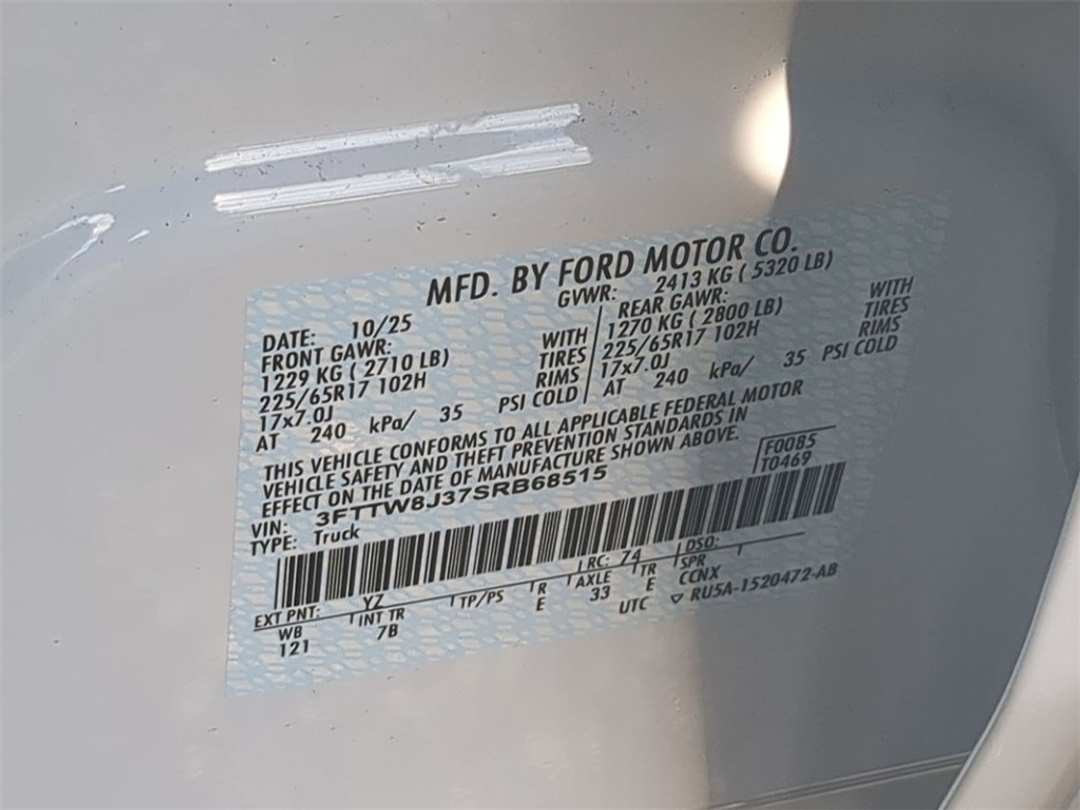 MFD. BY FORD MOTOR CO.
DATE: 10/25 GVWR: 2413 KG ( 5320 LB)
FRONT GAWR: REAR GAWR:
1229 KG ( 2710 LB) WITH 1270 KG ( 2800 LB) WITH
225/65R17 102H TIRES 225/65R17 102H TIRES
17x7.0J RIMS 17x7.0J RIMS
AT 240 kPa/ 35 PSI COLD AT 240 kPa/ 35 PSI COLD
THIS VEHICLE CONFORMS TO ALL APPLICABLE FEDERAL MOTOR
VEHICLE SAFETY AND THEFT PREVENTION STANDARDS IN
EFFECT ON THE DATE OF MANUFACTURE SHOWN ABOVE.
F0085
T0469
VIN: 3FTTW8J37SRB68515
TYPE: Truck
EXT PNT: YZ RC: 74 DSO:
WB INT TR TP/PS R AXLE TR SPR
121 7B E 33 E CCNX
UTC ▽ RU5A-1520472-AB